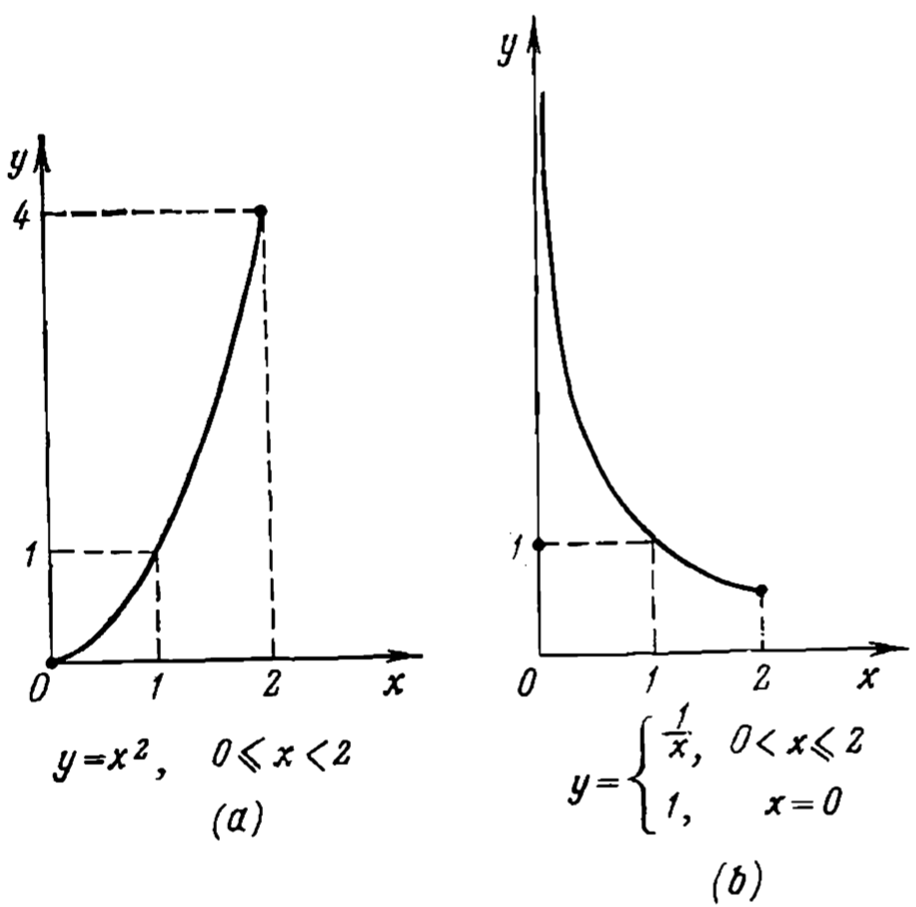 y
4
1
0 1 2 x
y=x², 0⩽x<2
(a)
y
1
0 1 2 x
y={ 1/x, 0<x⩽2
1, x=0
(b)